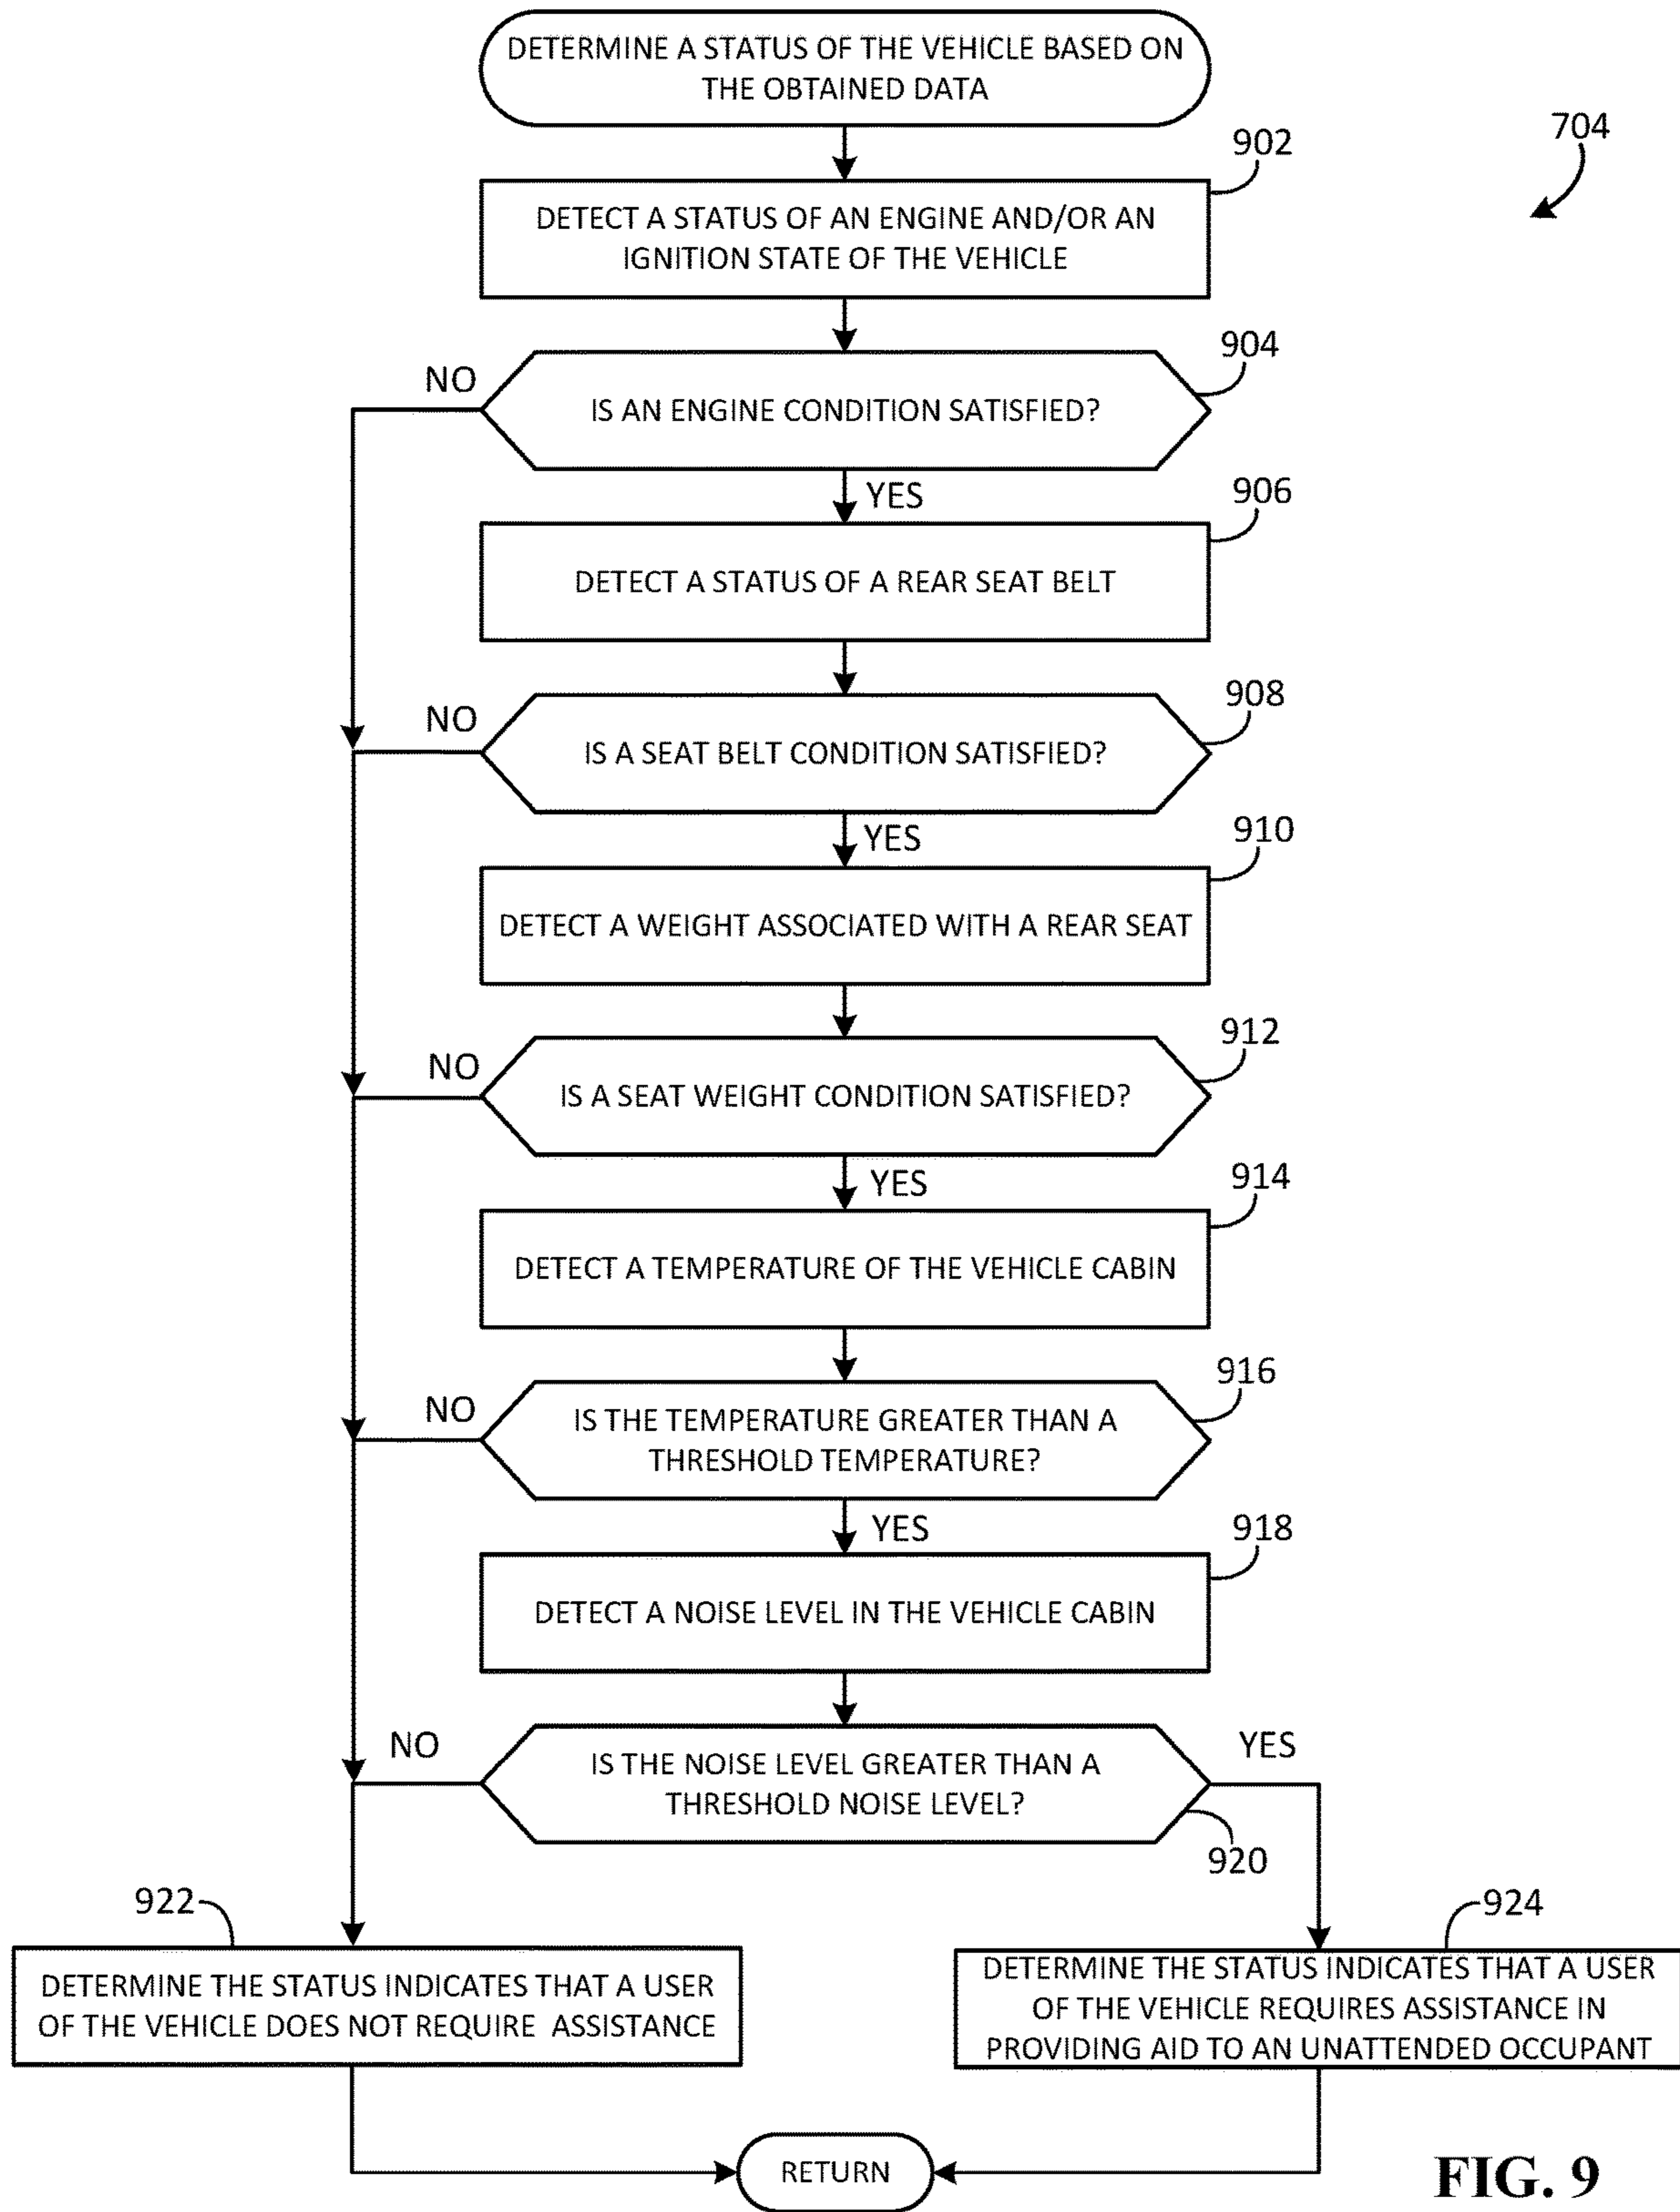 DETERMINE A STATUS OF THE VEHICLE BASED ON
THE OBTAINED DATA
704
902
DETECT A STATUS OF AN ENGINE AND/OR AN
IGNITION STATE OF THE VEHICLE
904
NO
IS AN ENGINE CONDITION SATISFIED?
YES
906
DETECT A STATUS OF A REAR SEAT BELT
908
NO
IS A SEAT BELT CONDITION SATISFIED?
YES
910
DETECT A WEIGHT ASSOCIATED WITH A REAR SEAT
912
NO
IS A SEAT WEIGHT CONDITION SATISFIED?
YES
914
DETECT A TEMPERATURE OF THE VEHICLE CABIN
916
NO
IS THE TEMPERATURE GREATER THAN A
THRESHOLD TEMPERATURE?
YES
918
DETECT A NOISE LEVEL IN THE VEHICLE CABIN
NO
YES
IS THE NOISE LEVEL GREATER THAN A
THRESHOLD NOISE LEVEL?
920
922
DETERMINE THE STATUS INDICATES THAT A USER
OF THE VEHICLE DOES NOT REQUIRE ASSISTANCE
924
DETERMINE THE STATUS INDICATES THAT A USER
OF THE VEHICLE REQUIRES ASSISTANCE IN
PROVIDING AID TO AN UNATTENDED OCCUPANT
RETURN
FIG. 9